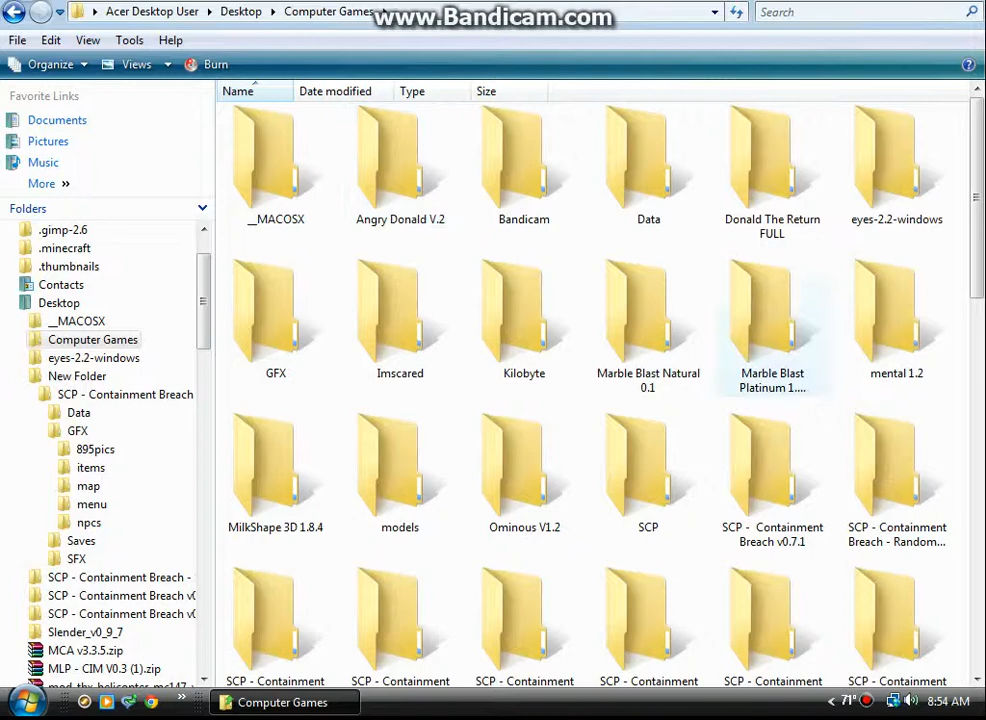 Acer Desktop User
Desktop
Computer Games
www.Bandicam.com
Search
File
Edit
View
Tools
Help
Organize
Views
Burn
Favorite Links
Documents
Pictures
Music
More »
Folders
.gimp-2.6
.minecraft
.thumbnails
Contacts
Desktop
__MACOSX
Computer Games
eyes-2.2-windows
New Folder
SCP - Containment Breach
Data
GFX
895pics
items
map
menu
npcs
Saves
SFX
SCP - Containment Breach -
SCP - Containment Breach v0
SCP - Containment Breach v0
Slender_v0_9_7
MCA v3.3.5.zip
MLP - CIM V0.3 (1).zip
Name
Date modified
Type
Size
__MACOSX
Angry Donald V.2
Bandicam
Data
Donald The Return
FULL
eyes-2.2-windows
GFX
Imscared
Kilobyte
Marble Blast Natural
0.1
Marble Blast
Platinum 1....
mental 1.2
MilkShape 3D 1.8.4
models
Ominous V1.2
SCP
SCP - Containment
Breach v0.7.1
SCP - Containment
Breach - Random...
SCP - Containment
SCP - Containment
SCP - Containment
SCP - Containment
SCP - Containment
SCP - Containment
»
Computer Games
71°
8:54 AM